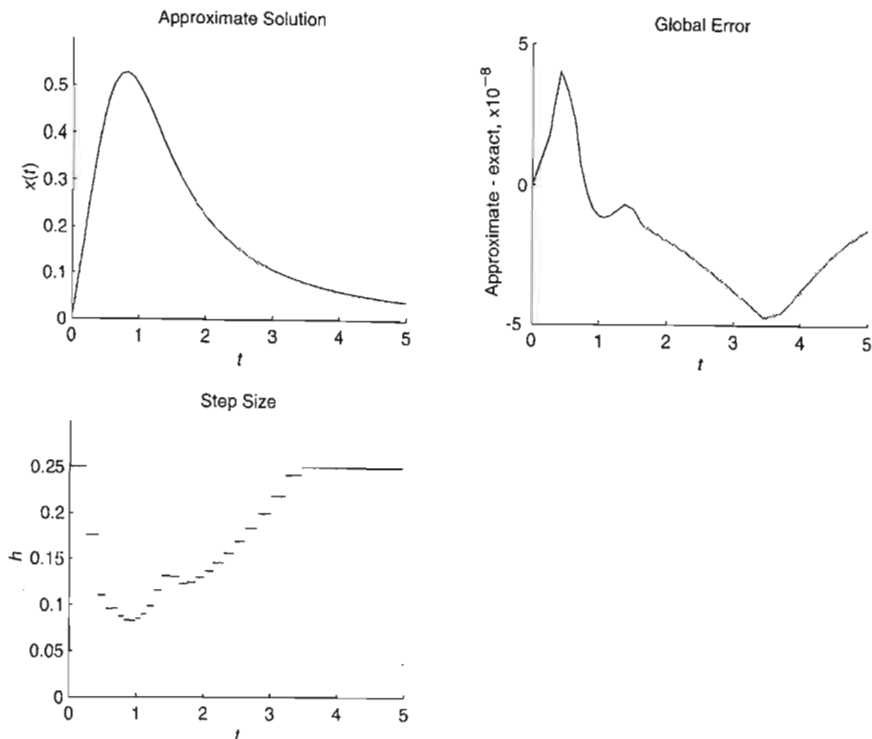 Approximate Solution
0.5
0.4
0.3
0.2
0.1
0
x(t)
0 1 2 3 4 5
t
Global Error
5
0
-5
Approximate - exact, x10⁻⁸
0 1 2 3 4 5
t
Step Size
0.25
0.2
0.15
0.1
0.05
0
h
0 1 2 3 4 5
t